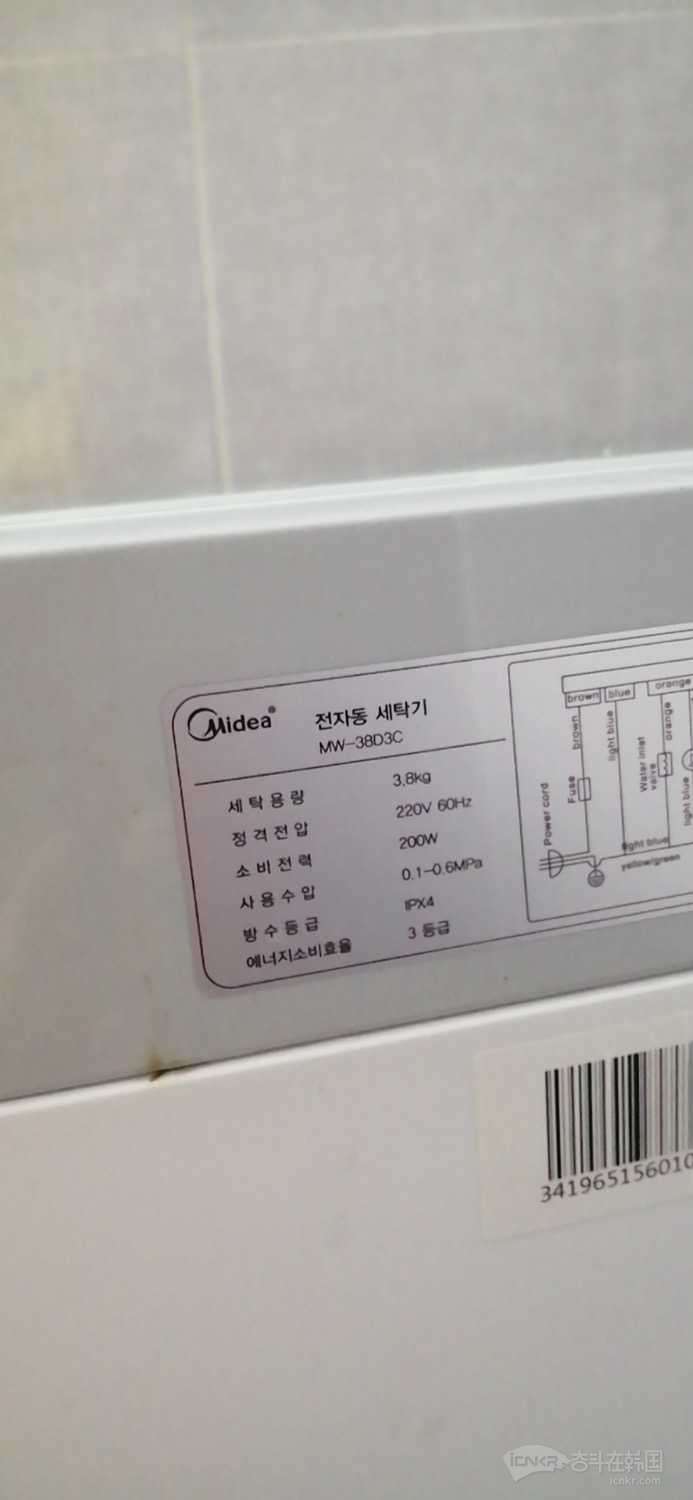 Midea®
전자동 세탁기
MW-38D3C
세탁용량 3.8kg
정격전압 220V 60Hz
소비전력 200W
사용수압 0.1-0.6MPa
방수등급 IPX4
에너지소비효율 3 등급
brown blue orange
brown
light blue
orange
Power cord
Fuse
Water inlet
valve
light blue
light blue
yellow/green
341965156010
iCNKR 奋斗在韩国
icnkr.com